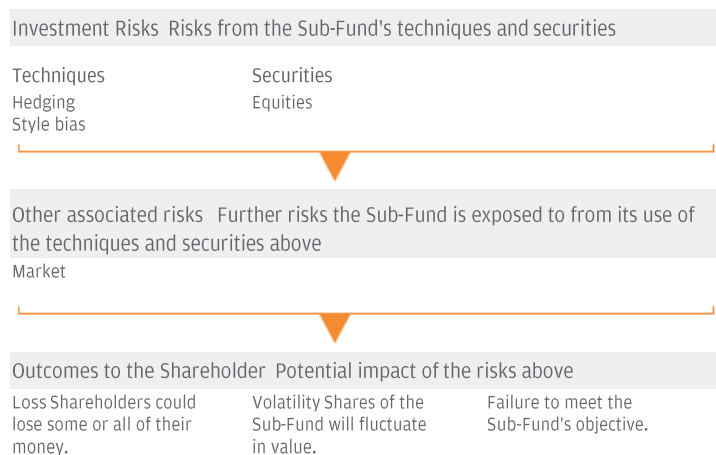 Investment Risks Risks from the Sub-Fund's techniques and securities
Techniques
Hedging
Style bias
Securities
Equities
Other associated risks Further risks the Sub-Fund is exposed to from its use of
the techniques and securities above
Market
Outcomes to the Shareholder Potential impact of the risks above
Loss Shareholders could
lose some or all of their
money.
Volatility Shares of the
Sub-Fund will fluctuate
in value.
Failure to meet the
Sub-Fund's objective.